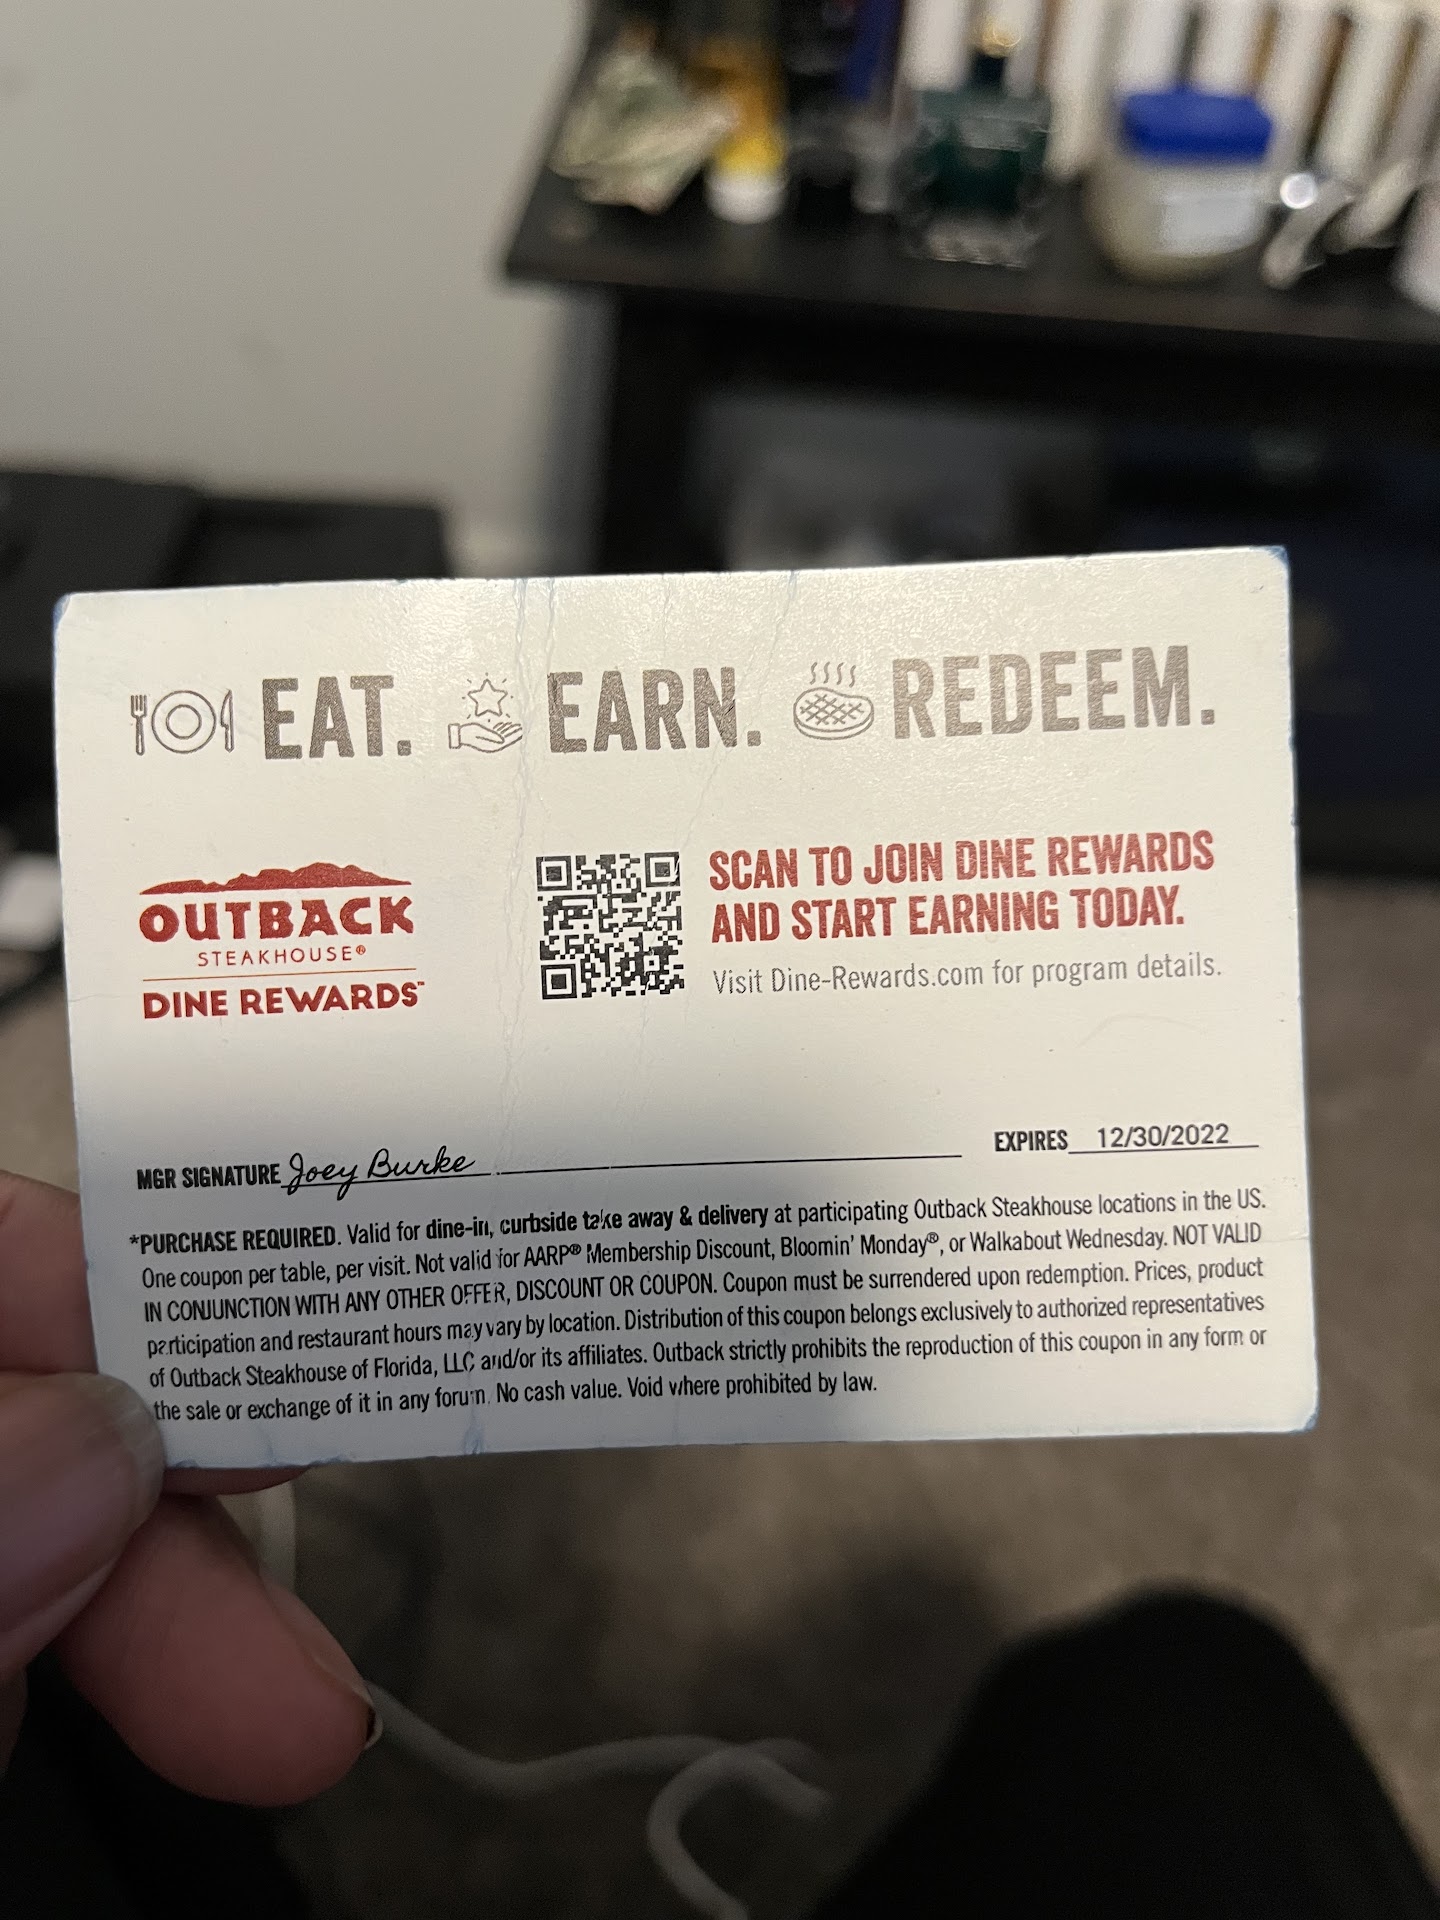 EAT. EARN. REDEEM.
OUTBACK
STEAKHOUSE®
DINE REWARDS™
SCAN TO JOIN DINE REWARDS
AND START EARNING TODAY.
Visit Dine-Rewards.com for program details.
MGR SIGNATURE Joey Burke
EXPIRES 12/30/2022
*PURCHASE REQUIRED. Valid for dine-in, curbside take away & delivery at participating Outback Steakhouse locations in the US.
One coupon per table, per visit. Not valid for AARP® Membership Discount, Bloomin' Monday®, or Walkabout Wednesday. NOT VALID
IN CONJUNCTION WITH ANY OTHER OFFER, DISCOUNT OR COUPON. Coupon must be surrendered upon redemption. Prices, product
participation and restaurant hours may vary by location. Distribution of this coupon belongs exclusively to authorized representatives
of Outback Steakhouse of Florida, LLC and/or its affiliates. Outback strictly prohibits the reproduction of this coupon in any form or
the sale or exchange of it in any forum. No cash value. Void where prohibited by law.